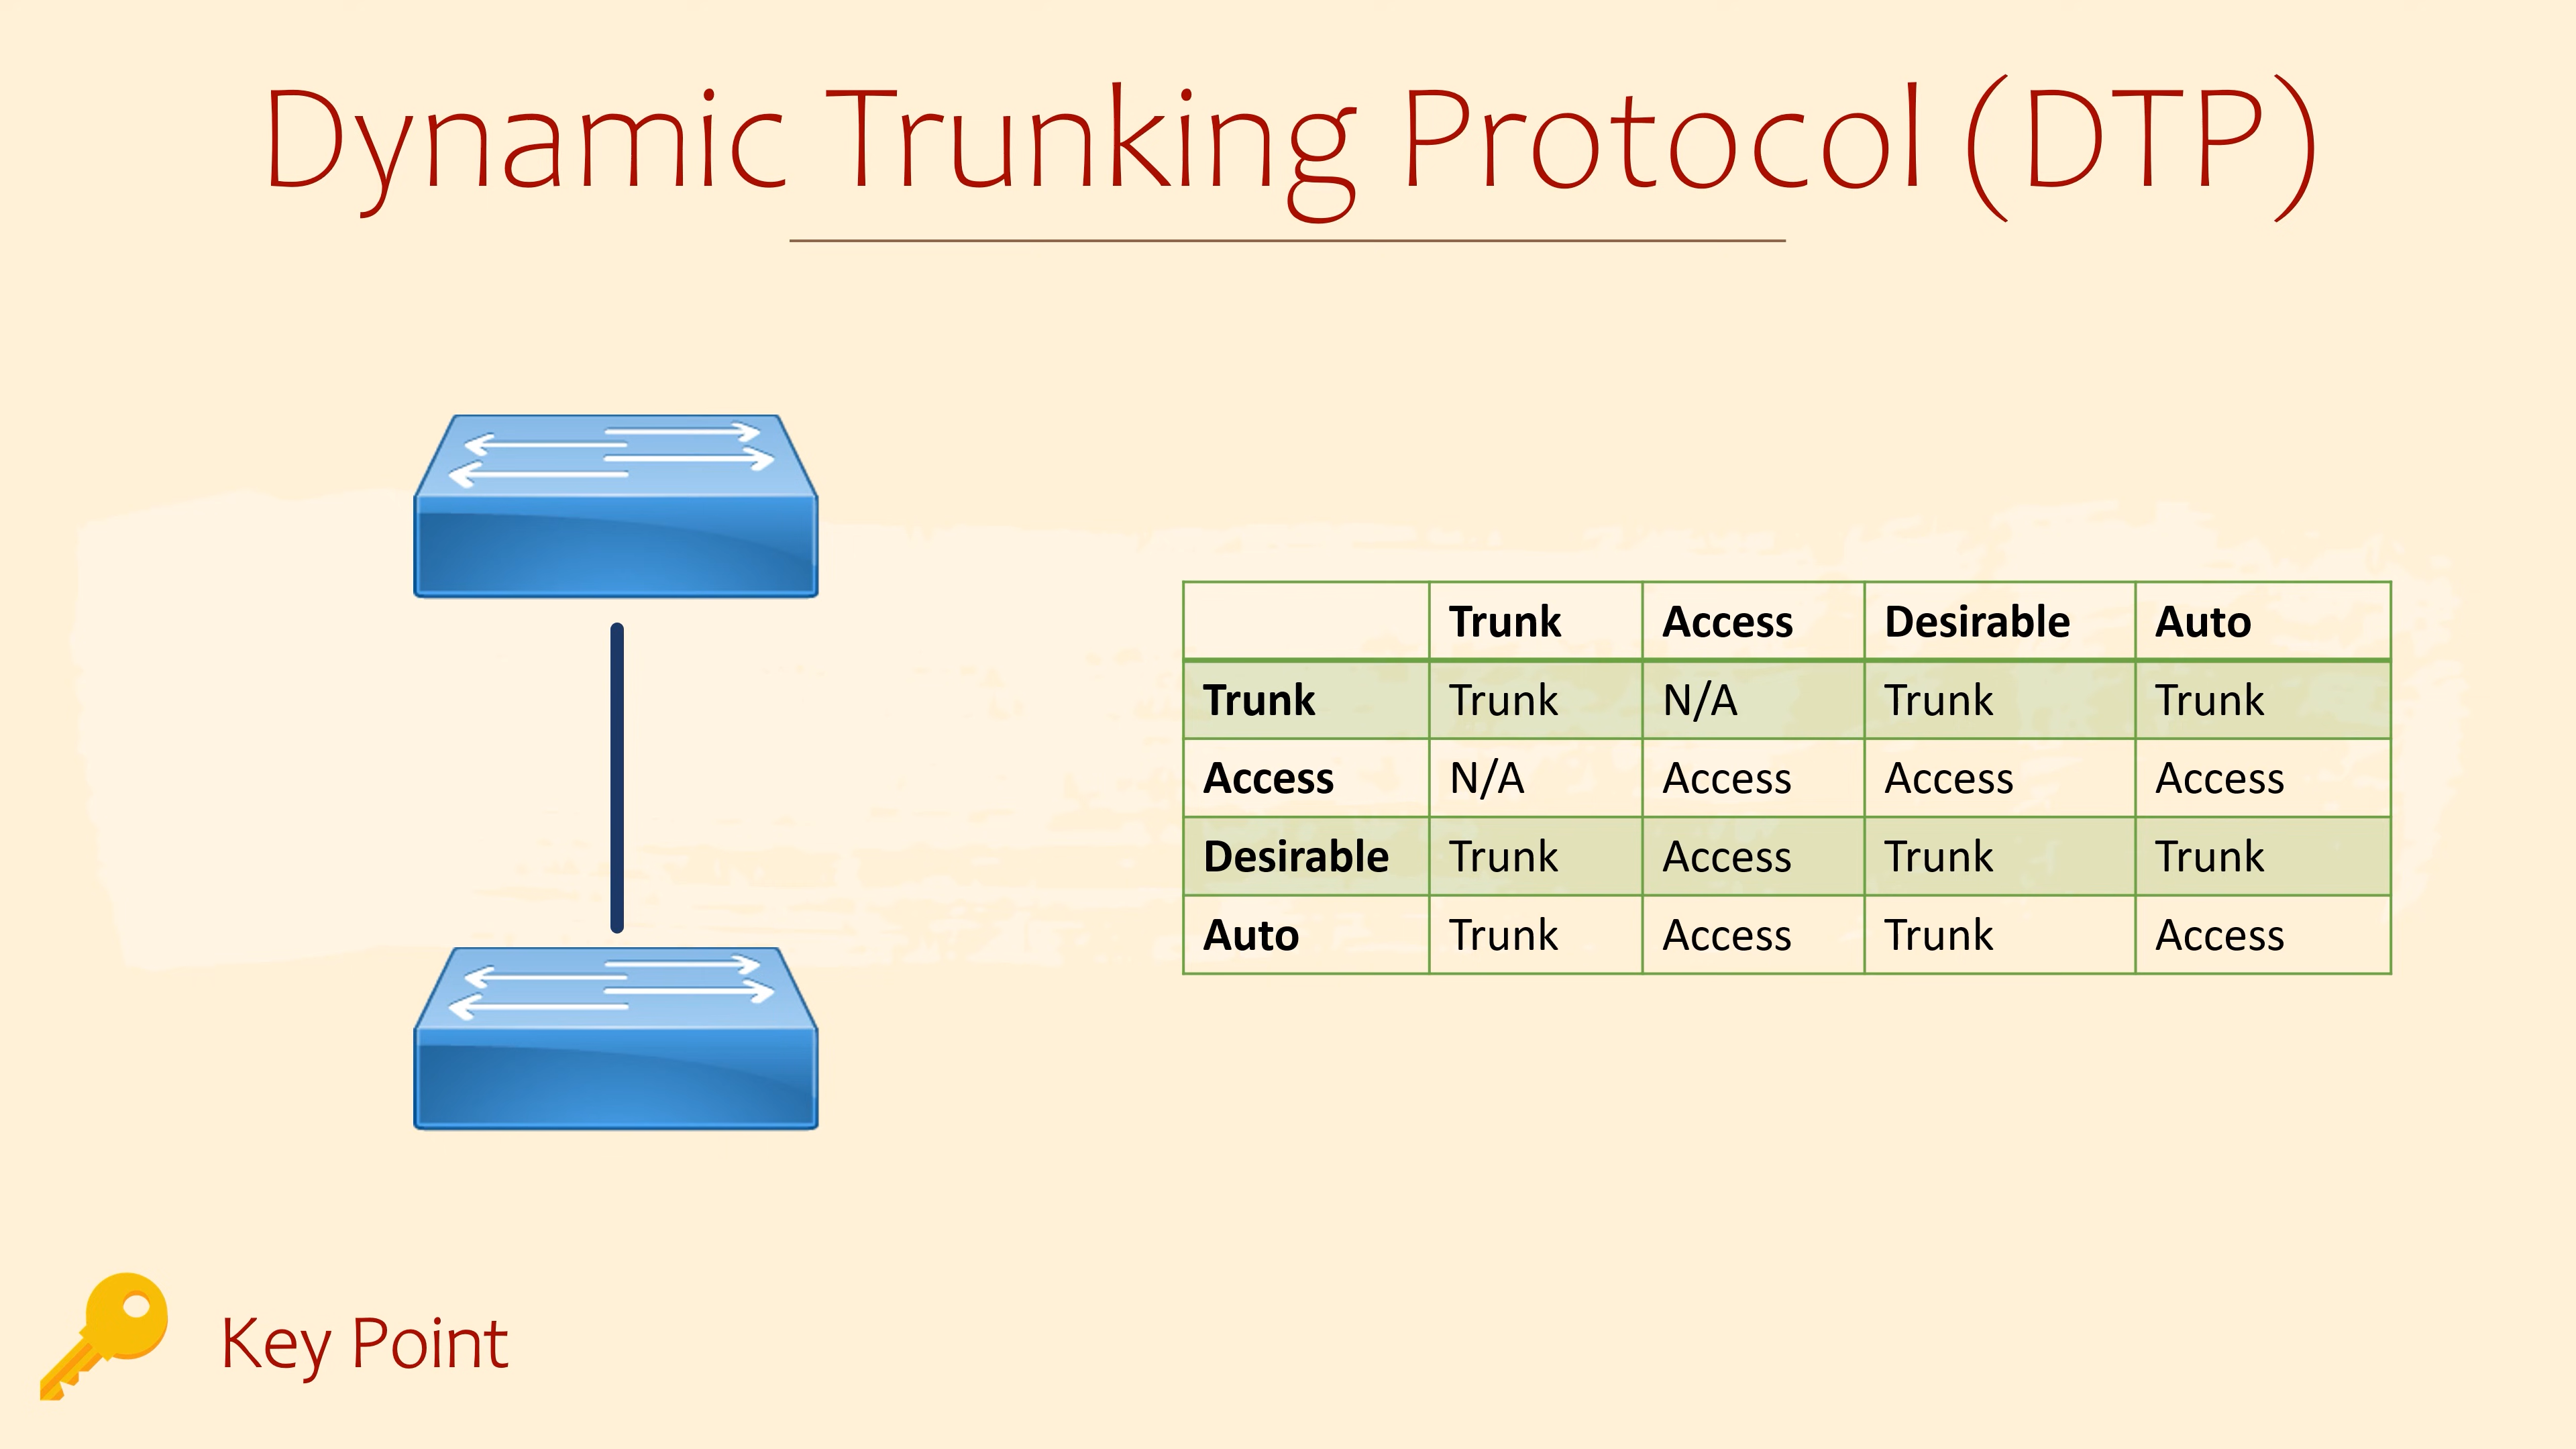 Dynamic Trunking Protocol (DTP)
Trunk Access Desirable Auto
Trunk Trunk N/A Trunk Trunk
Access N/A Access Access Access
Desirable Trunk Access Trunk Trunk
Auto Trunk Access Trunk Access
Key Point